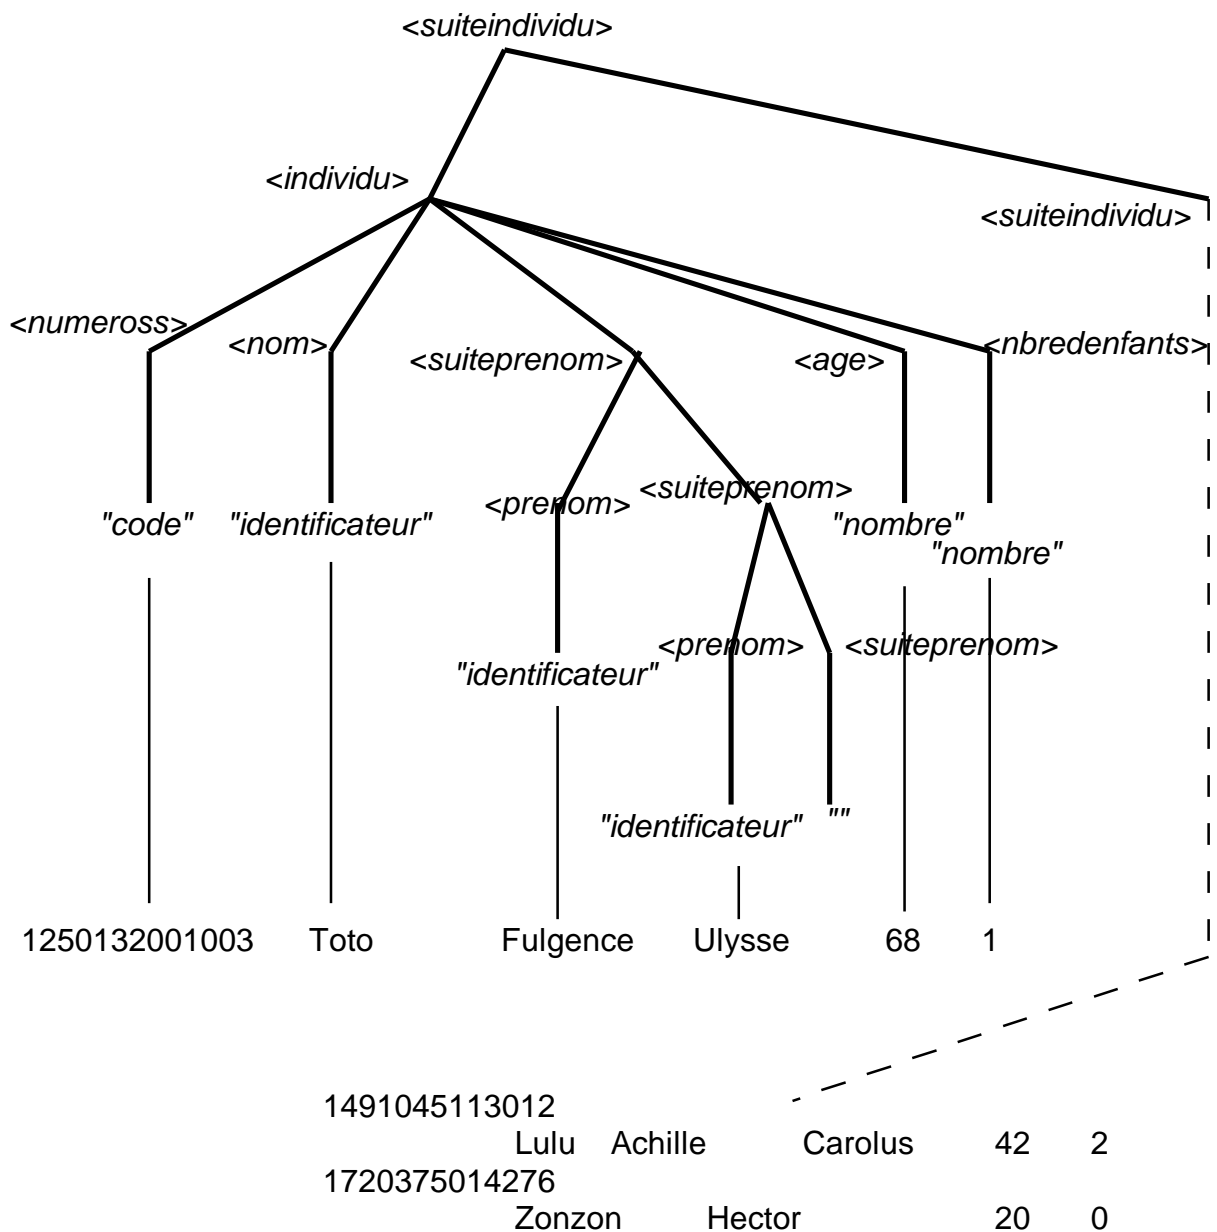 <suiteindividu>
<individu>
<suiteindividu>
<numeross>
<nom>
<suiteprenom>
<age>
<nbredenfants>
<prenom>
<suiteprenom>
"code"
"identificateur"
"nombre"
"nombre"
<prenom>
<suiteprenom>
"identificateur"
"identificateur"
""
1250132001003 Toto Fulgence Ulysse 68 1
1491045113012
Lulu Achille Carolus 42 2
1720375014276
Zonzon Hector 20 0